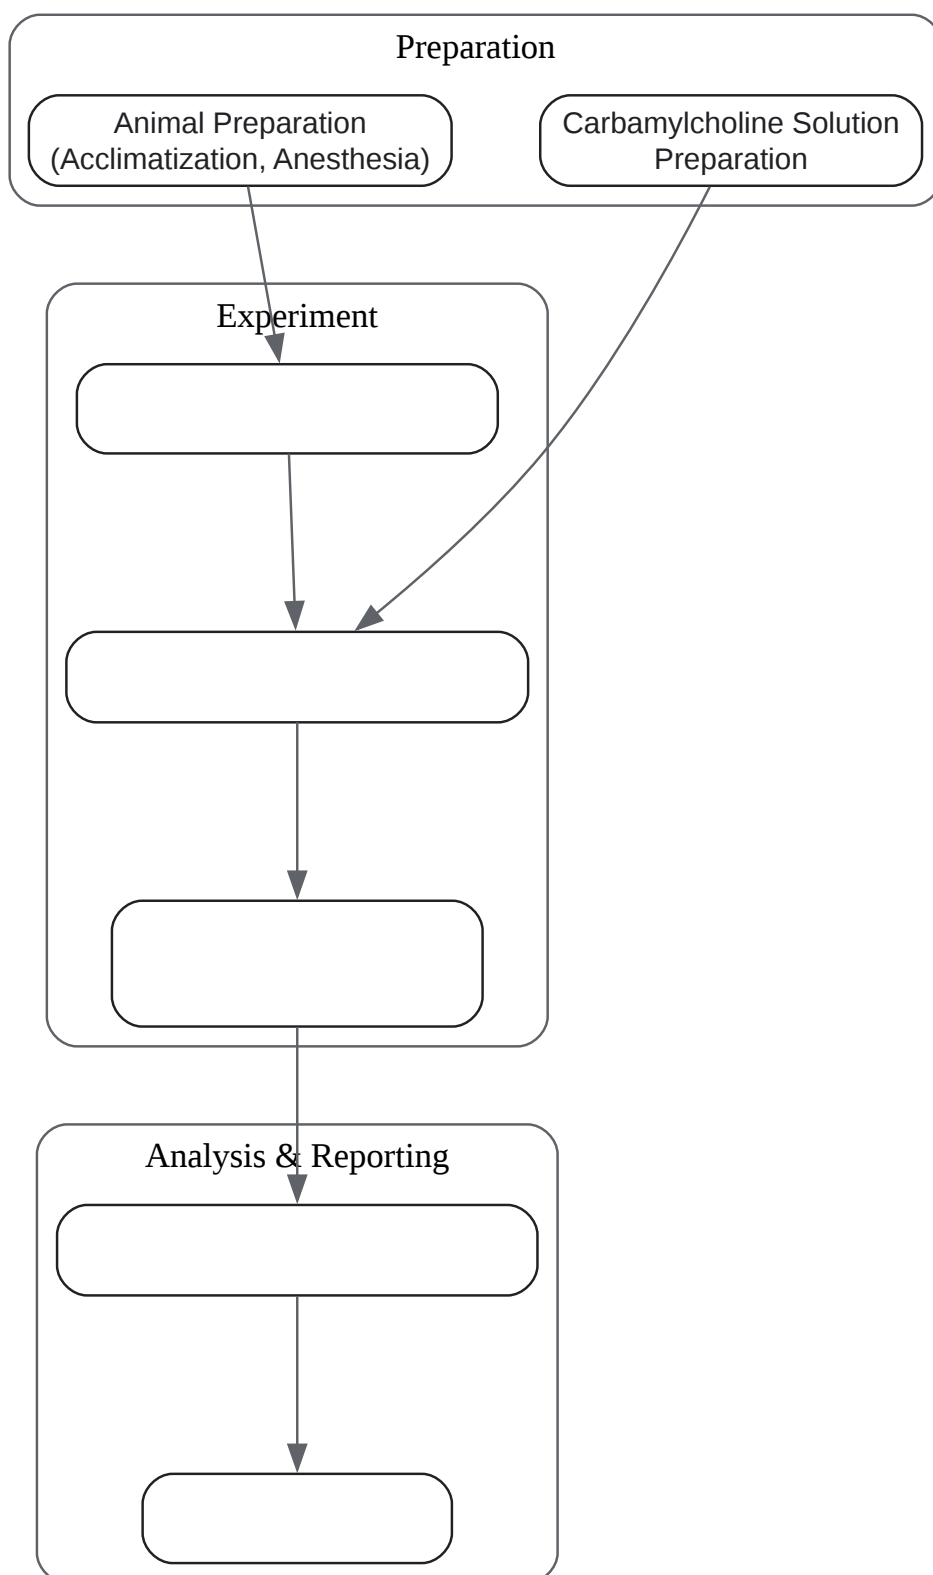 Preparation
Animal Preparation
(Acclimatization, Anesthesia)
Carbamylcholine Solution
Preparation
Experiment
Analysis & Reporting